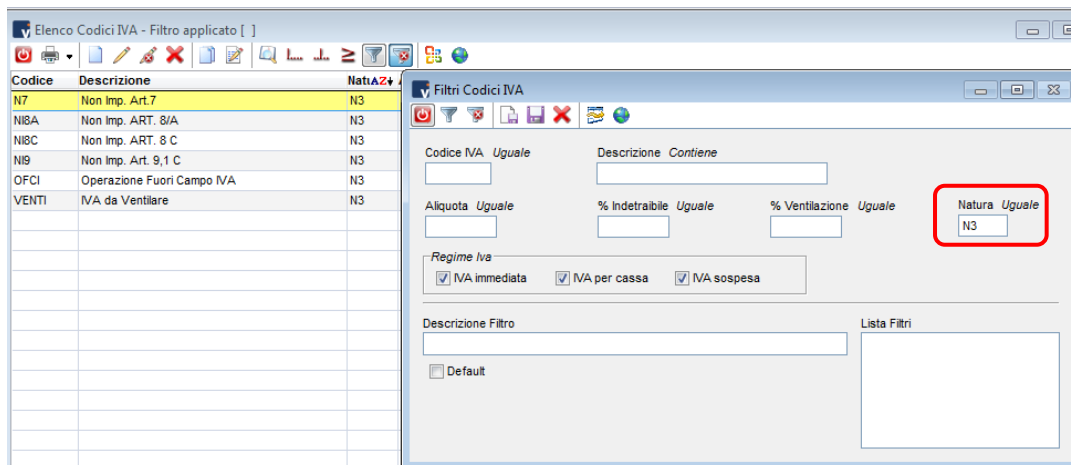 Elenco Codici IVA - Filtro applicato [ ]
Codice Descrizione
N7 Non Imp. Art.7 N3
NI8A Non Imp. ART. 8/A N3
NI8C Non Imp. ART. 8 C N3
NI9 Non Imp. Art. 9,1 C N3
OFCI Operazione Fuori Campo IVA N3
VENTI IVA da Ventilare N3
Filtri Codici IVA
Codice IVA Uguale Descrizione Contiene
Aliquota Uguale % Indetraibile Uguale % Ventilazione Uguale Natura Uguale
N3
Regime Iva
IVA immediata IVA per cassa IVA sospesa
Descrizione Filtro Lista Filtri
Default